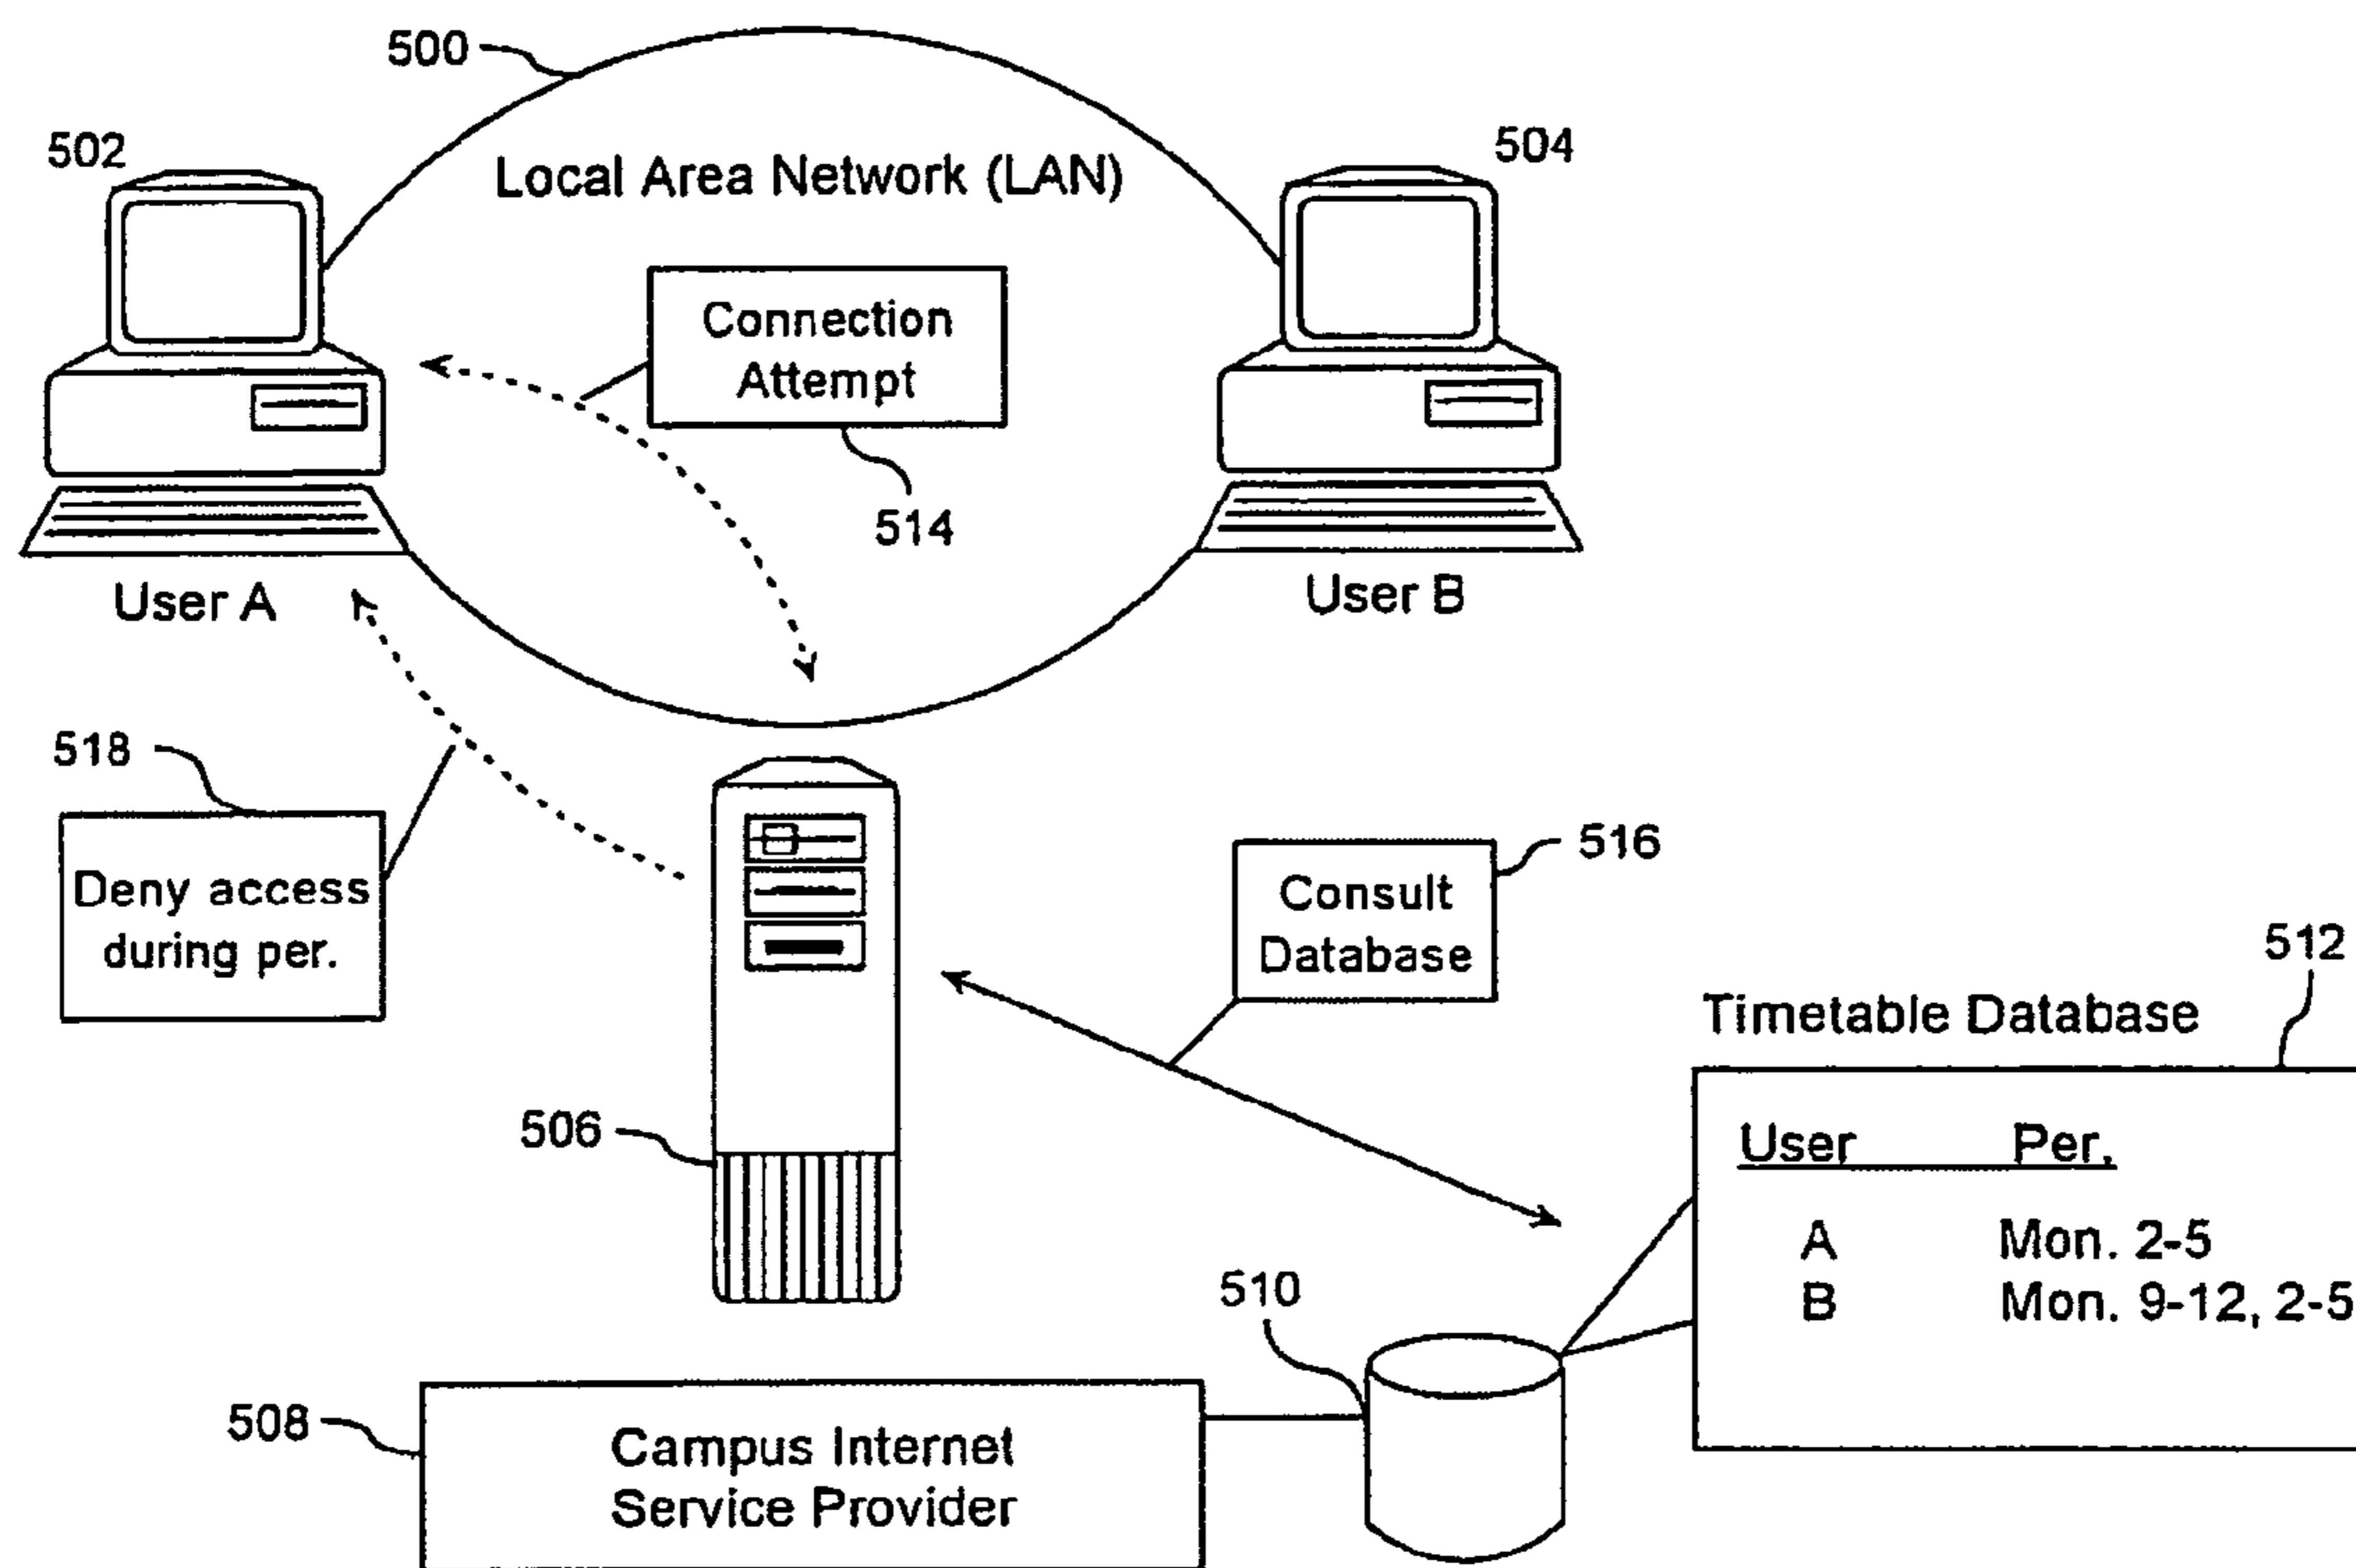 500
502
504
Local Area Network (LAN)
Connection
Attempt
514
User A
User B
518
Deny access
during per.
516
Consult
Database
512
Timetable Database
506
User Per.
A Mon. 2-5
B Mon. 9-12, 2-5
510
508
Campus Internet
Service Provider